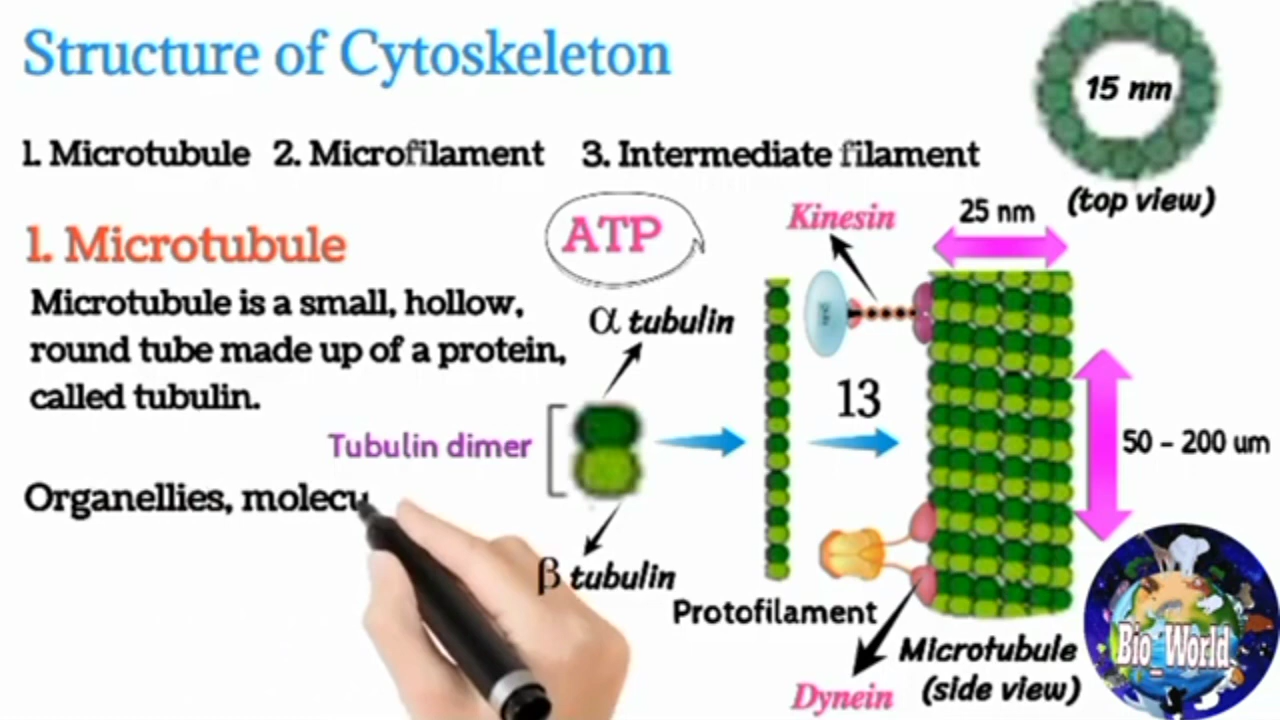 Structure of Cytoskeleton
15 nm
(top view)
1. Microtubule 2. Microfilament 3. Intermediate filament
1. Microtubule
Microtubule is a small, hollow,
round tube made up of a protein,
called tubulin.
ATP
Kinesin
25 nm
α tubulin
13
Tubulin dimer
50 – 200 um
Organellies, molecu
β tubulin
Protofilament
Microtubule
(side view)
Dynein
Bio_World